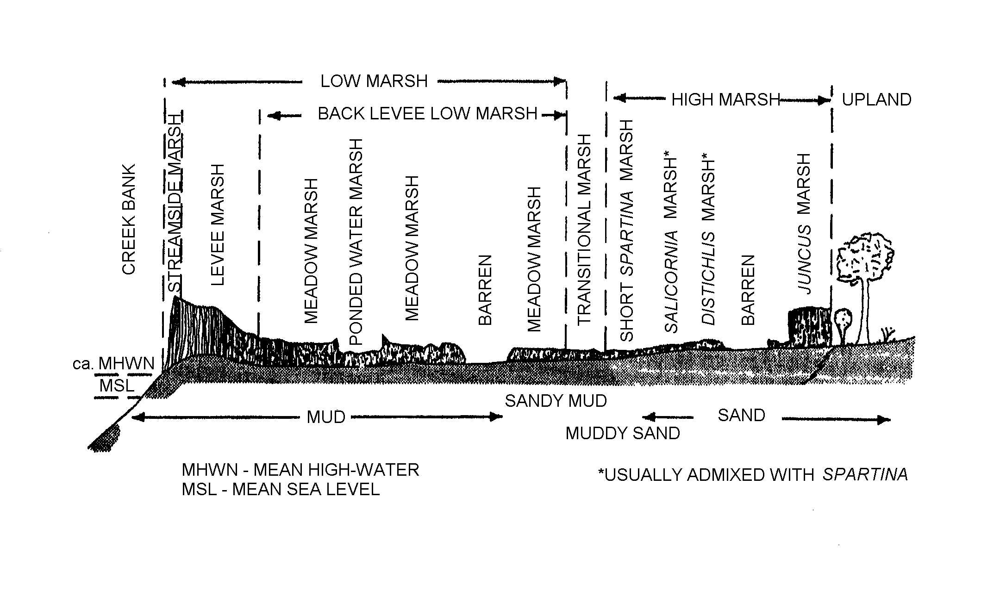 LOW MARSH
HIGH MARSH
UPLAND
BACK LEVEE LOW MARSH
CREEK BANK
STREAMSIDE MARSH
LEVEE MARSH
MEADOW MARSH
PONDED WATER MARSH
MEADOW MARSH
BARREN
MEADOW MARSH
TRANSITIONAL MARSH
SHORT SPARTINA MARSH
SALICORNIA MARSH*
DISTICHLIS MARSH*
BARREN
JUNCUS MARSH
ca. MHWN
MSL
SANDY MUD
MUD
SAND
MUDDY SAND
MHWN - MEAN HIGH-WATER
MSL - MEAN SEA LEVEL
*USUALLY ADMIXED WITH SPARTINA